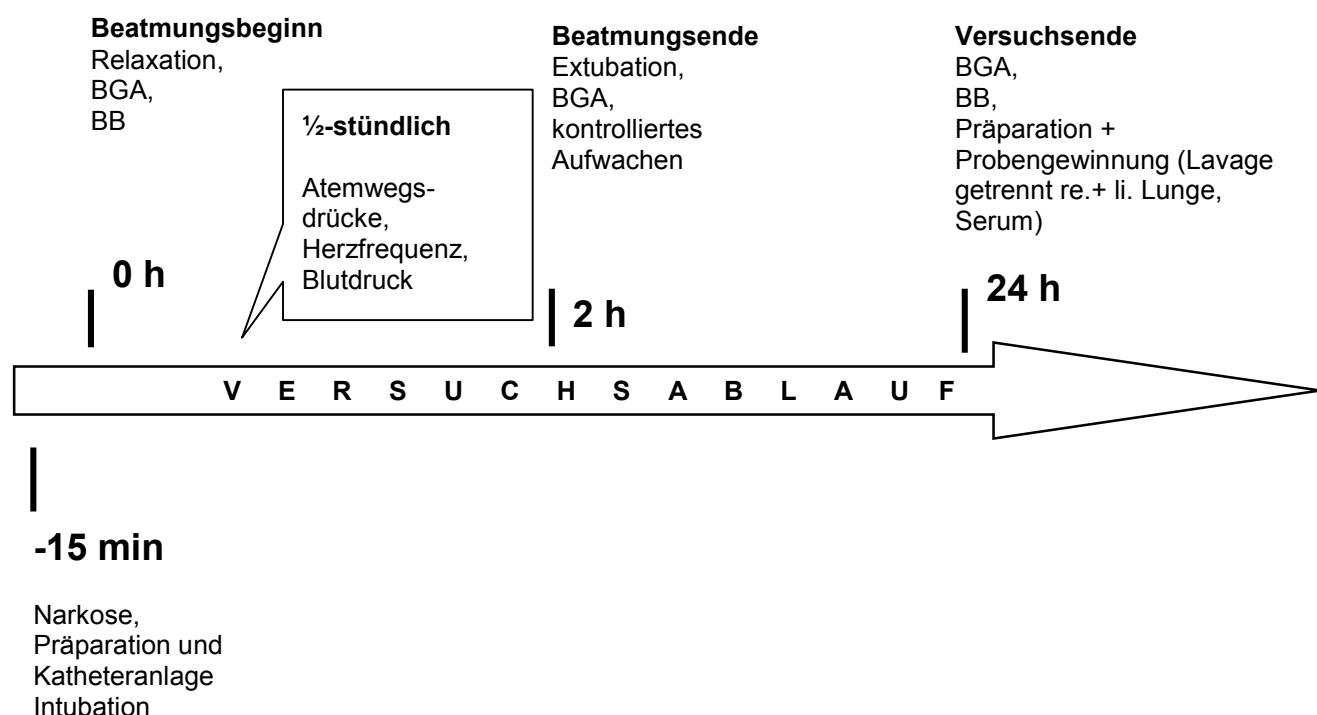 Beatmungsbeginn
Relaxation,
BGA,
BB
½-stündlich
Atemwegs-
drücke,
Herzfrequenz,
Blutdruck
Beatmungsende
Extubation,
BGA,
kontrolliertes
Aufwachen
Versuchsende
BGA,
BB,
Präparation +
Probengewinnung (Lavage
getrennt re.+ li. Lunge,
Serum)
0 h
2 h
24 h
V E R S U C H S A B L A U F
-15 min
Narkose,
Präparation und
Katheteranlage
Intubation